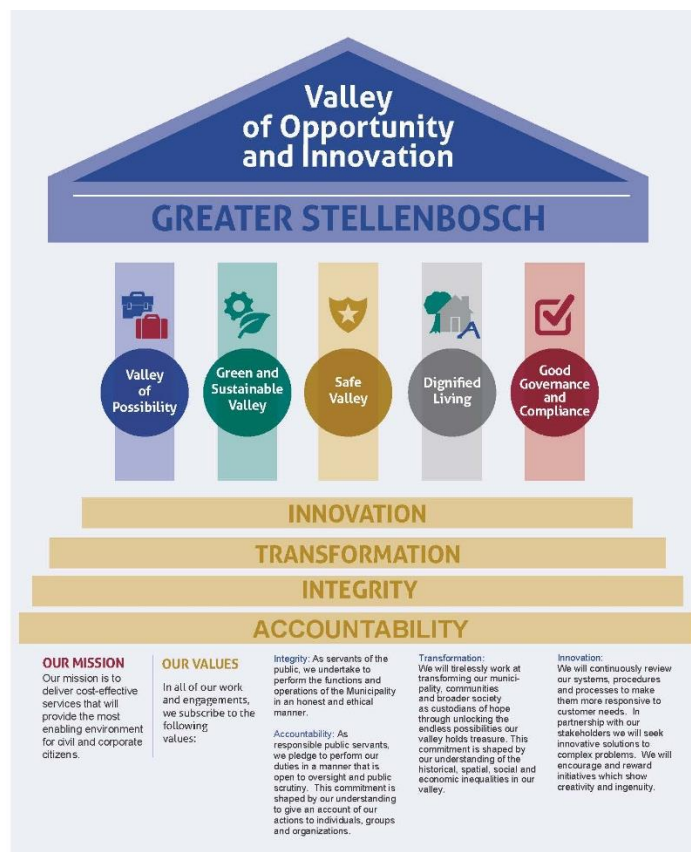 Valley
of Opportunity
and Innovation
GREATER STELLENBOSCH
Valley
of
Possibility
Green and
Sustainable
Valley
Safe
Valley
Dignified
Living
Good
Governance
and
Compliance
INNOVATION
TRANSFORMATION
INTEGRITY
ACCOUNTABILITY
OUR MISSION
Our mission is to
deliver cost-effective
services that will
provide the most
enabling environment
for civil and corporate
citizens.
OUR VALUES
In all of our work
and engagements,
we subscribe to the
following
values:
Integrity: As servants of the
public, we undertake to
perform the functions and
operations of the Municipality
in an honest and ethical
manner.
Accountability: As
responsible public servants,
we pledge to perform our
duties in a manner that is
open to oversight and public
scrutiny. This commitment is
shaped by our understanding
to give an account of our
actions to individuals, groups
and organizations.
Transformation:
We will tirelessly work at
transforming our munici-
pality, communities
and broader society
as custodians of hope
through unlocking the
endless possibilities our
valley holds treasure. This
commitment is shaped by
our understanding of the
historical, spatial, social and
economic inequalities in our
valley.
Innovation:
We will continuously review
our systems, procedures
and processes to make
them more responsive to
customer needs. In
partnership with our
stakeholders we will seek
innovative solutions to
complex problems. We will
encourage and reward
initiatives which show
creativity and ingenuity.